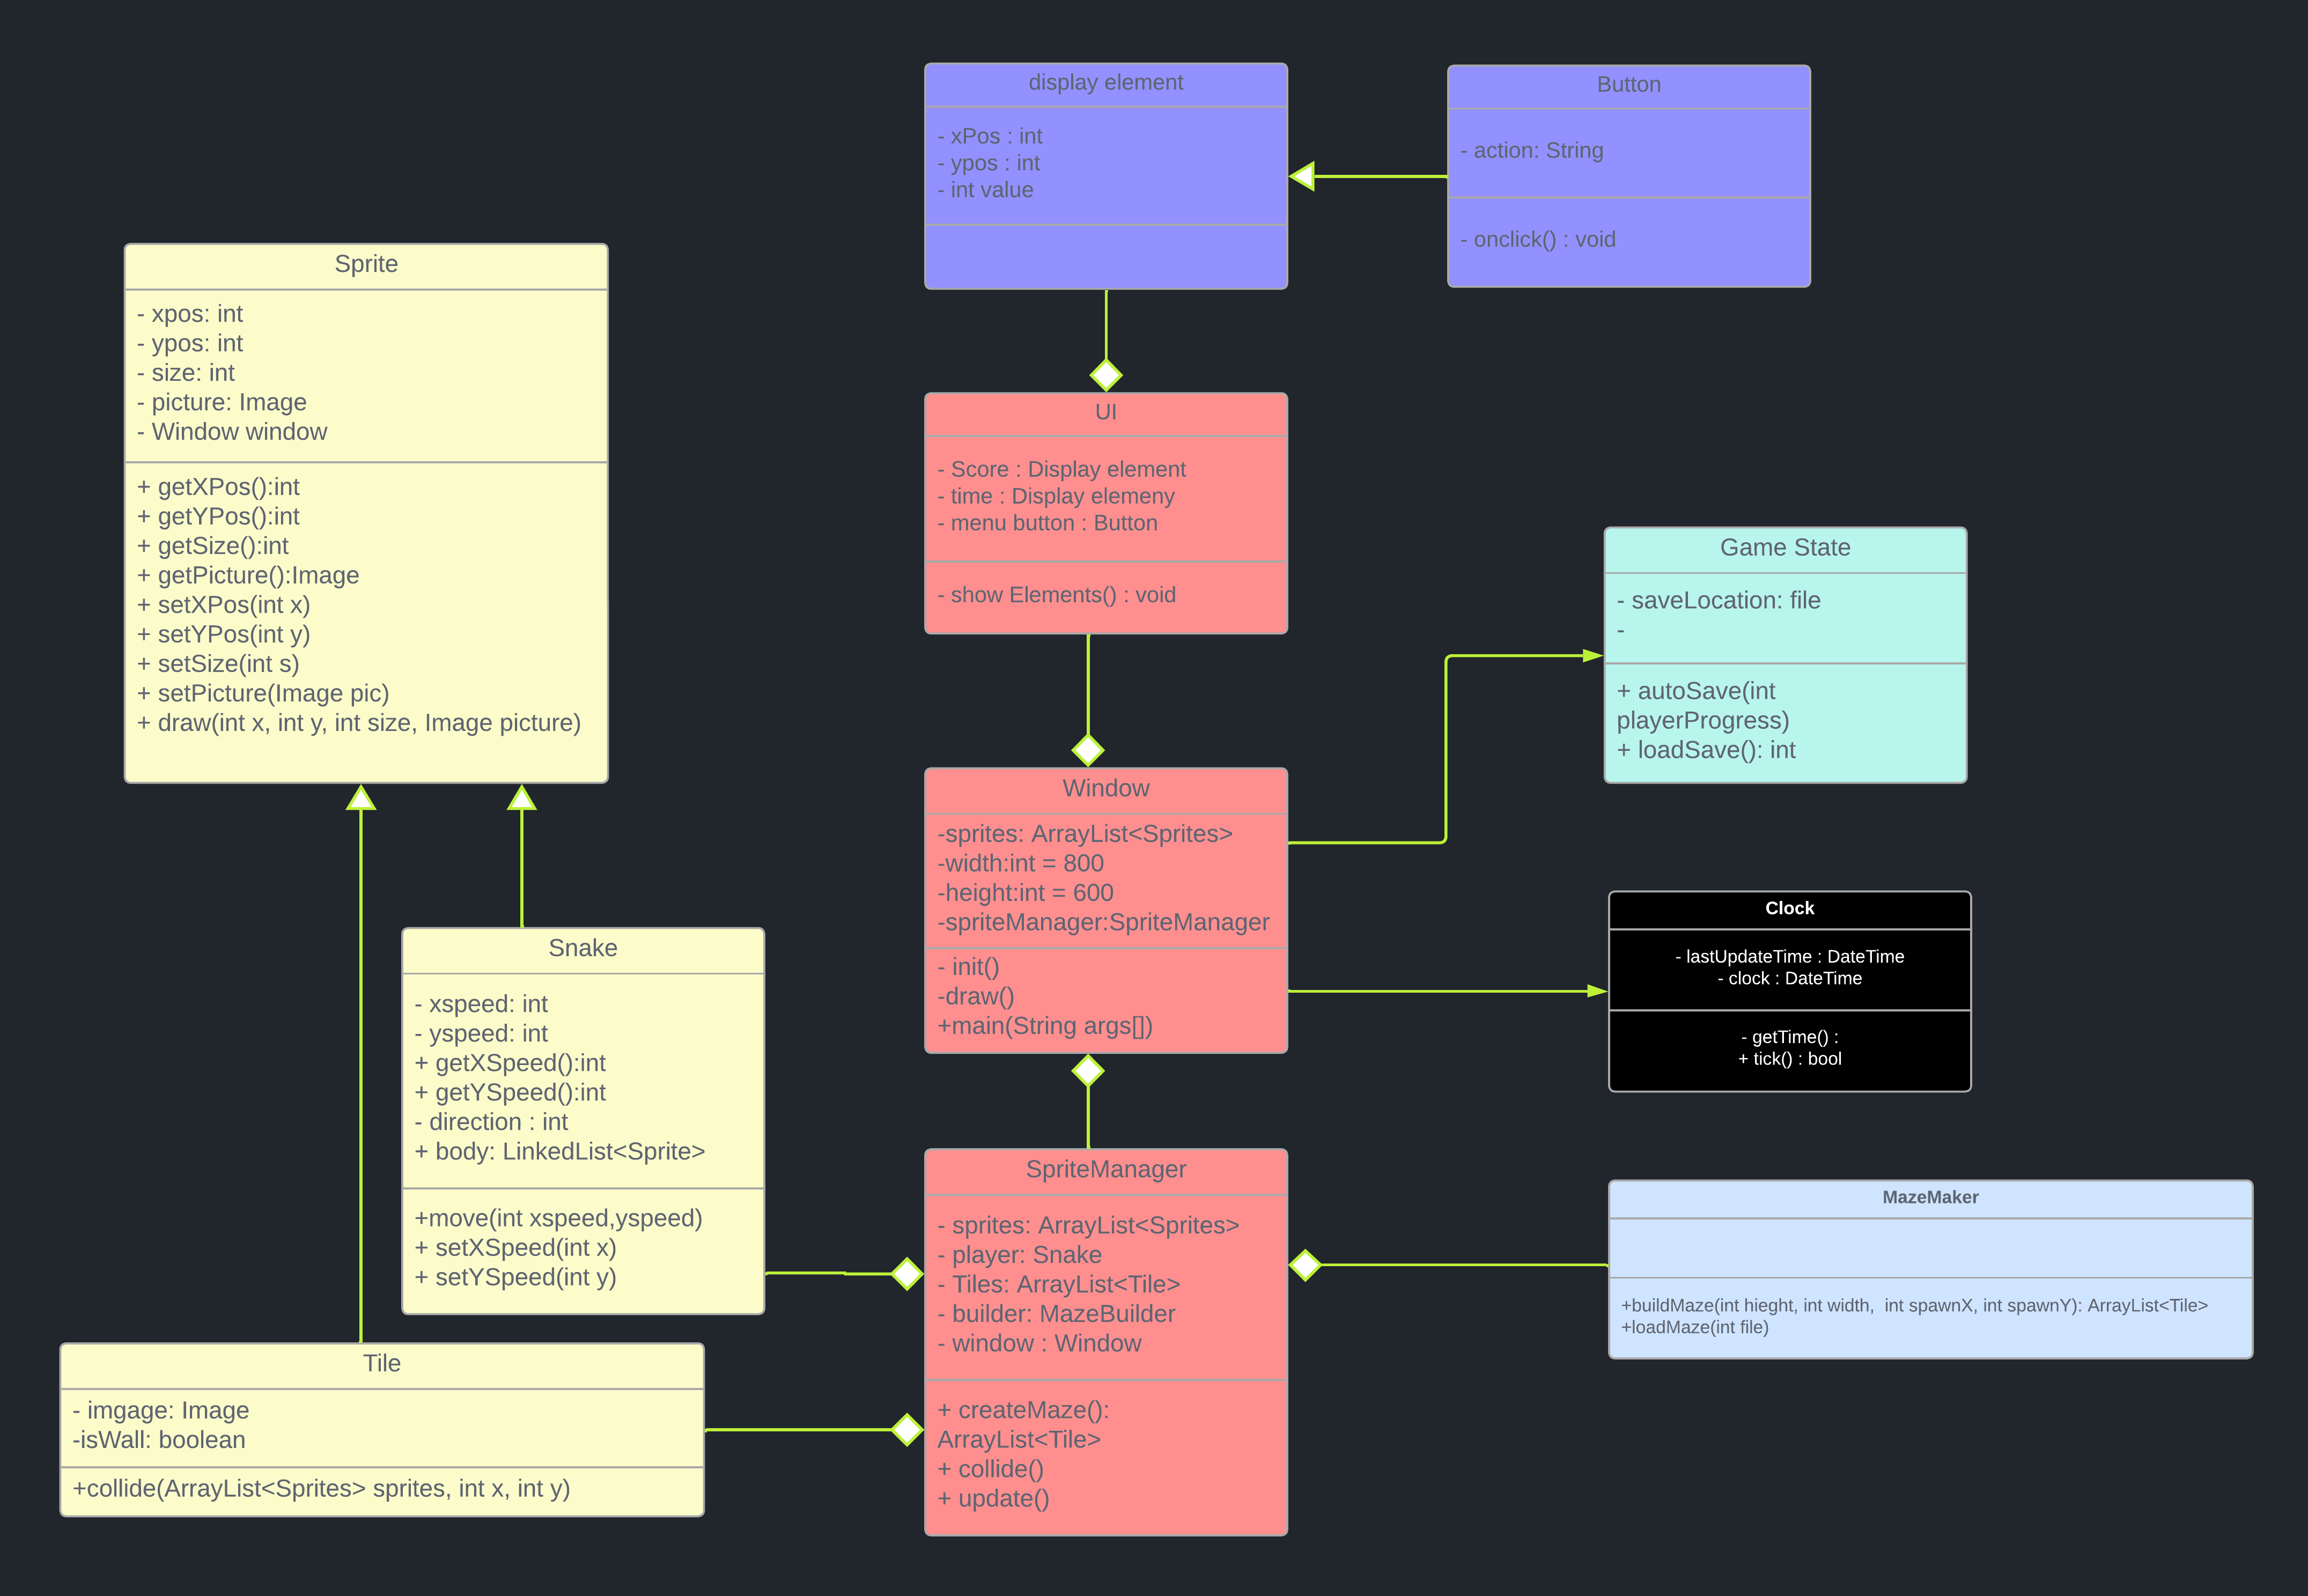 display element
- xPos : int
- ypos : int
- int value
Button
- action: String
- onclick() : void
Sprite
- xpos: int
- ypos: int
- size: int
- picture: Image
- Window window
+ getXPos():int
+ getYPos():int
+ getSize():int
+ getPicture():Image
+ setXPos(int x)
+ setYPos(int y)
+ setSize(int s)
+ setPicture(Image pic)
+ draw(int x, int y, int size, Image picture)
UI
- Score : Display element
- time : Display elemeny
- menu button : Button
- show Elements() : void
Game State
- saveLocation: file
-
+ autoSave(int
playerProgress)
+ loadSave(): int
Window
-sprites: ArrayList<Sprites>
-width:int = 800
-height:int = 600
-spriteManager:SpriteManager
- init()
-draw()
+main(String args[])
Clock
- lastUpdateTime : DateTime
- clock : DateTime
- getTime() :
+ tick() : bool
Snake
- xspeed: int
- yspeed: int
+ getXSpeed():int
+ getYSpeed():int
- direction : int
+ body: LinkedList<Sprite>
+move(int xspeed,yspeed)
+ setXSpeed(int x)
+ setYSpeed(int y)
SpriteManager
- sprites: ArrayList<Sprites>
- player: Snake
- Tiles: ArrayList<Tile>
- builder: MazeBuilder
- window : Window
+ createMaze():
ArrayList<Tile>
+ collide()
+ update()
MazeMaker
+buildMaze(int hieght, int width,  int spawnX, int spawnY): ArrayList<Tile>
+loadMaze(int file)
Tile
- imgage: Image
-isWall: boolean
+collide(ArrayList<Sprites> sprites, int x, int y)